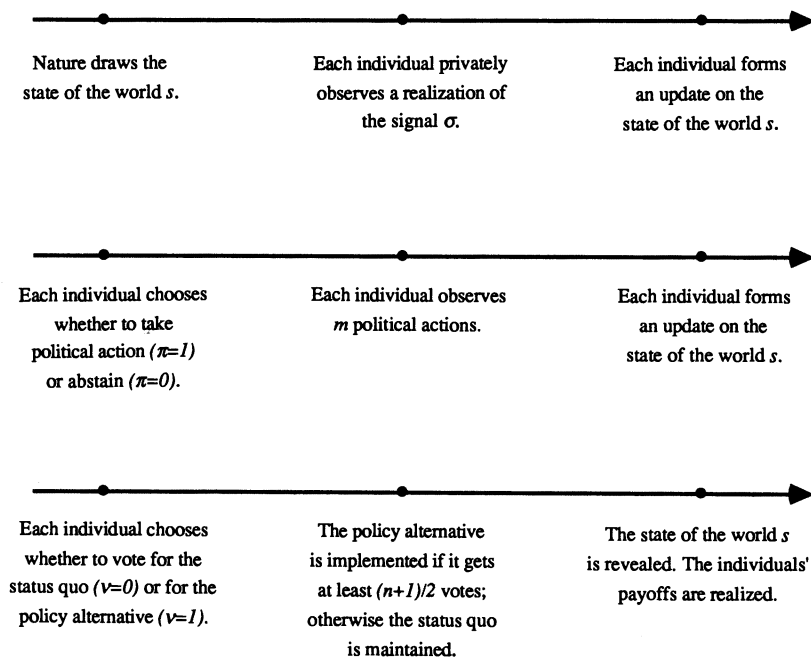 Nature draws the
state of the world s.
Each individual privately
observes a realization of
the signal σ.
Each individual forms
an update on the
state of the world s.
Each individual chooses
whether to take
political action (π=1)
or abstain (π=0).
Each individual observes
m political actions.
Each individual forms
an update on the
state of the world s.
Each individual chooses
whether to vote for the
status quo (v=0) or for the
policy alternative (v=1).
The policy alternative
is implemented if it gets
at least (n+1)/2 votes;
otherwise the status quo
is maintained.
The state of the world s
is revealed. The individuals'
payoffs are realized.